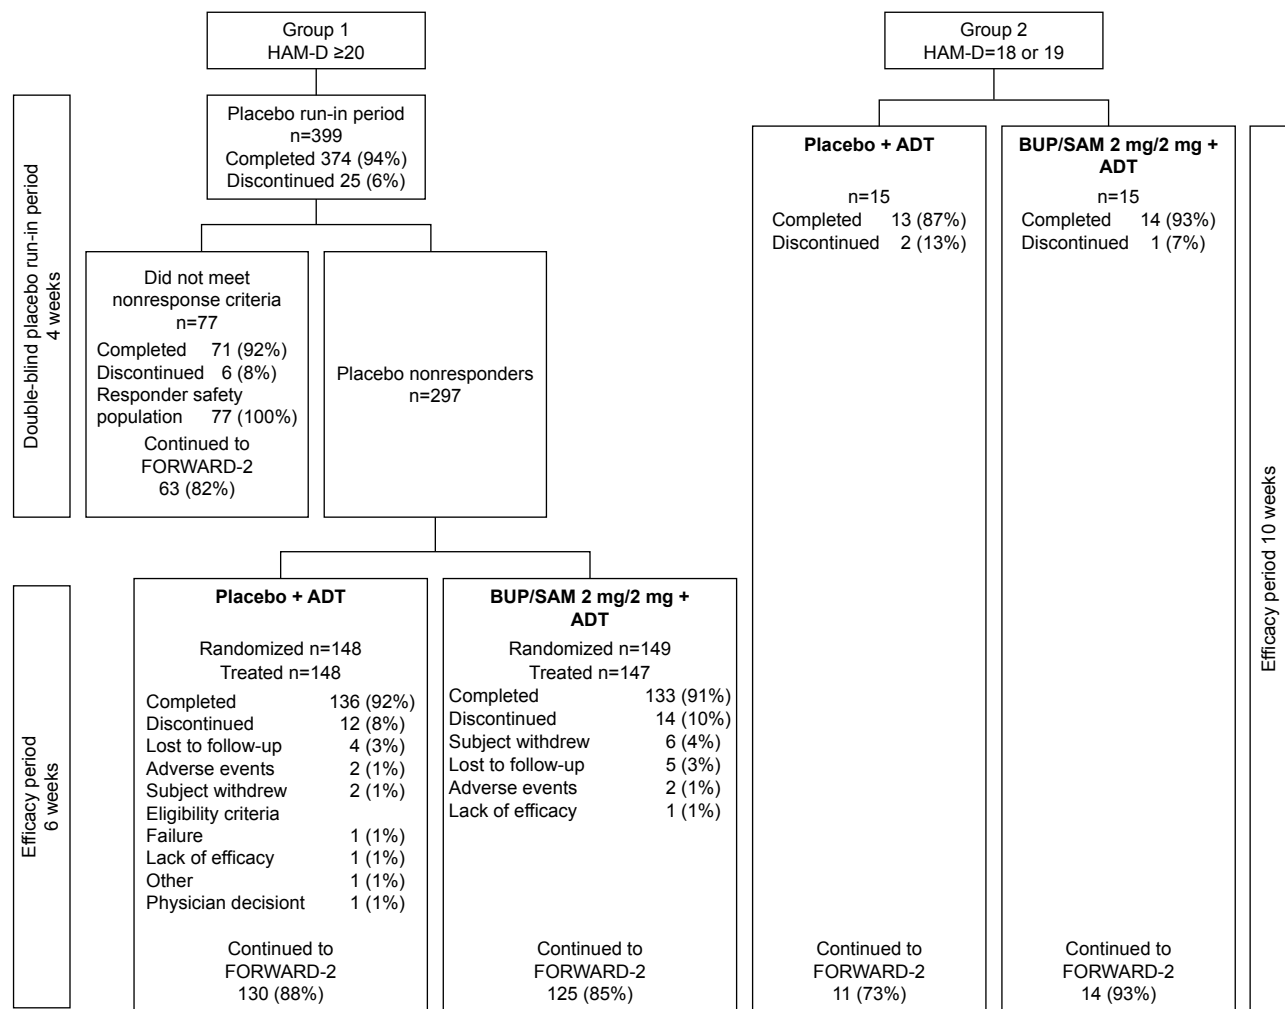 Group 1
HAM-D ≥20
Group 2
HAM-D=18 or 19
Double-blind placebo run-in period
4 weeks
Placebo run-in period
n=399
Completed 374 (94%)
Discontinued 25 (6%)
Did not meet
nonresponse criteria
n=77
Completed 71 (92%)
Discontinued 6 (8%)
Responder safety
population 77 (100%)
Continued to
FORWARD-2
63 (82%)
Placebo nonresponders
n=297
Efficacy period
6 weeks
Placebo + ADT
Randomized n=148
Treated n=148
Completed 136 (92%)
Discontinued 12 (8%)
Lost to follow-up 4 (3%)
Adverse events 2 (1%)
Subject withdrew 2 (1%)
Eligibility criteria
Failure 1 (1%)
Lack of efficacy 1 (1%)
Other 1 (1%)
Physician decisiont 1 (1%)
Continued to
FORWARD-2
130 (88%)
BUP/SAM 2 mg/2 mg +
ADT
Randomized n=149
Treated n=147
Completed 133 (91%)
Discontinued 14 (10%)
Subject withdrew 6 (4%)
Lost to follow-up 5 (3%)
Adverse events 2 (1%)
Lack of efficacy 1 (1%)
Continued to
FORWARD-2
125 (85%)
Placebo + ADT
n=15
Completed 13 (87%)
Discontinued 2 (13%)
Continued to
FORWARD-2
11 (73%)
BUP/SAM 2 mg/2 mg +
ADT
n=15
Completed 14 (93%)
Discontinued 1 (7%)
Continued to
FORWARD-2
14 (93%)
Efficacy period 10 weeks